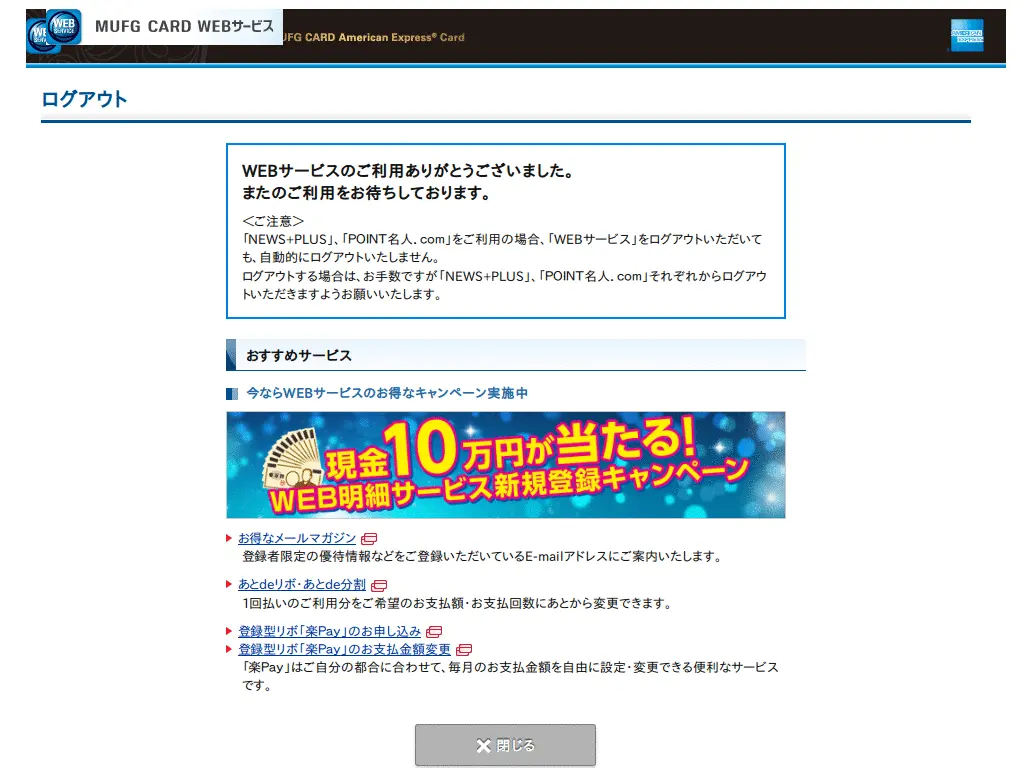 WEB SERVICE
MUFG CARD WEBサービス
UFG CARD American Express® Card
AMERICAN EXPRESS
ログアウト
WEBサービスのご利用ありがとうございました。
またのご利用をお待ちしております。
＜ご注意＞
「NEWS+PLUS」、「POINT名人．com」をご利用の場合、「WEBサービス」をログアウトいただいて
も、自動的にログアウトいたしません。
ログアウトする場合は、お手数ですが「NEWS+PLUS」、「POINT名人．com」それぞれからログアウ
トいただきますようお願いいたします。
おすすめサービス
今ならWEBサービスのお得なキャンペーン実施中
現金10万円が当たる!
WEB明細サービス新規登録キャンペーン
お得なメールマガジン
登録者限定の優待情報などをご登録いただいているE-mailアドレスにご案内いたします。
あとdeリボ・あとde分割
1回払いのご利用分をご希望のお支払額・お支払回数にあとから変更できます。
登録型リボ「楽Pay」のお申し込み
登録型リボ「楽Pay」のお支払金額変更
「楽Pay」はご自分の都合に合わせて、毎月のお支払金額を自由に設定・変更できる便利なサービス
です。
閉じる